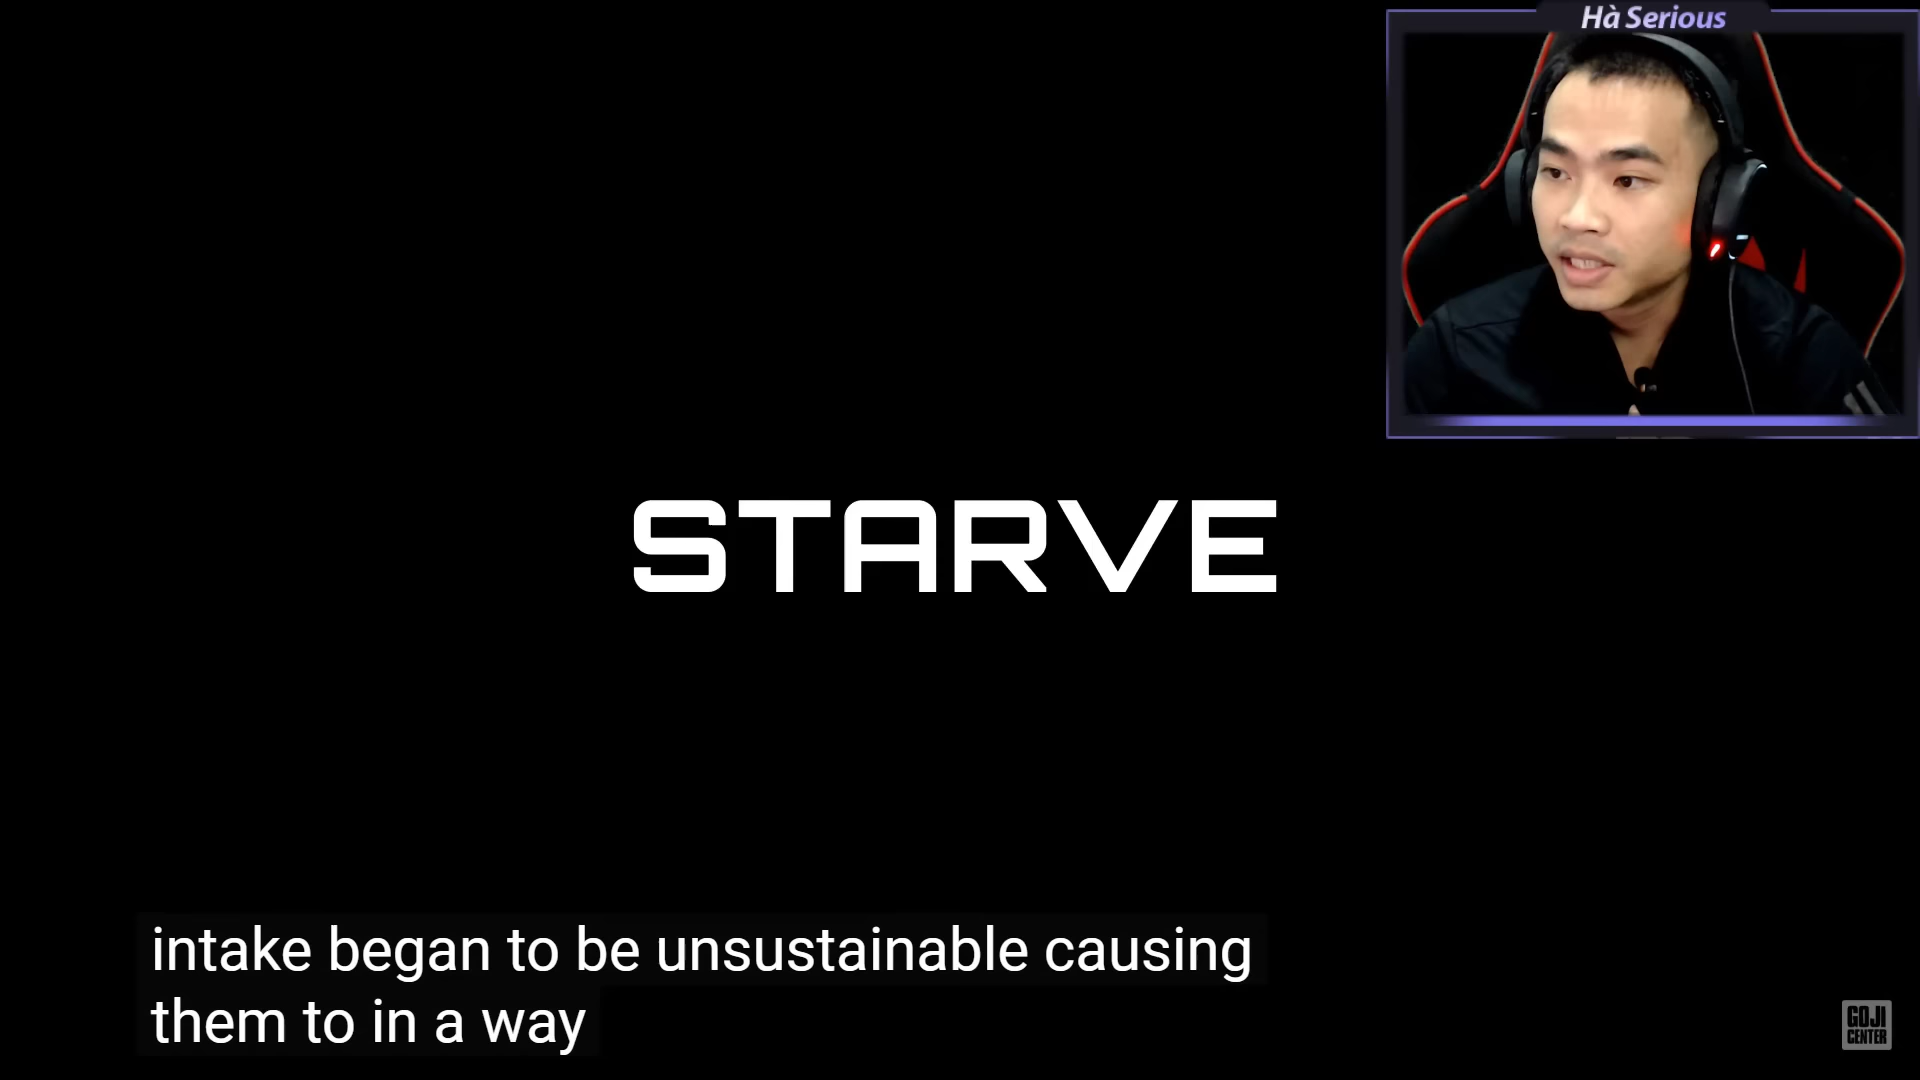 Hà Serious
STARVE
intake began to be unsustainable causing
them to in a way
GOJI
CENTER